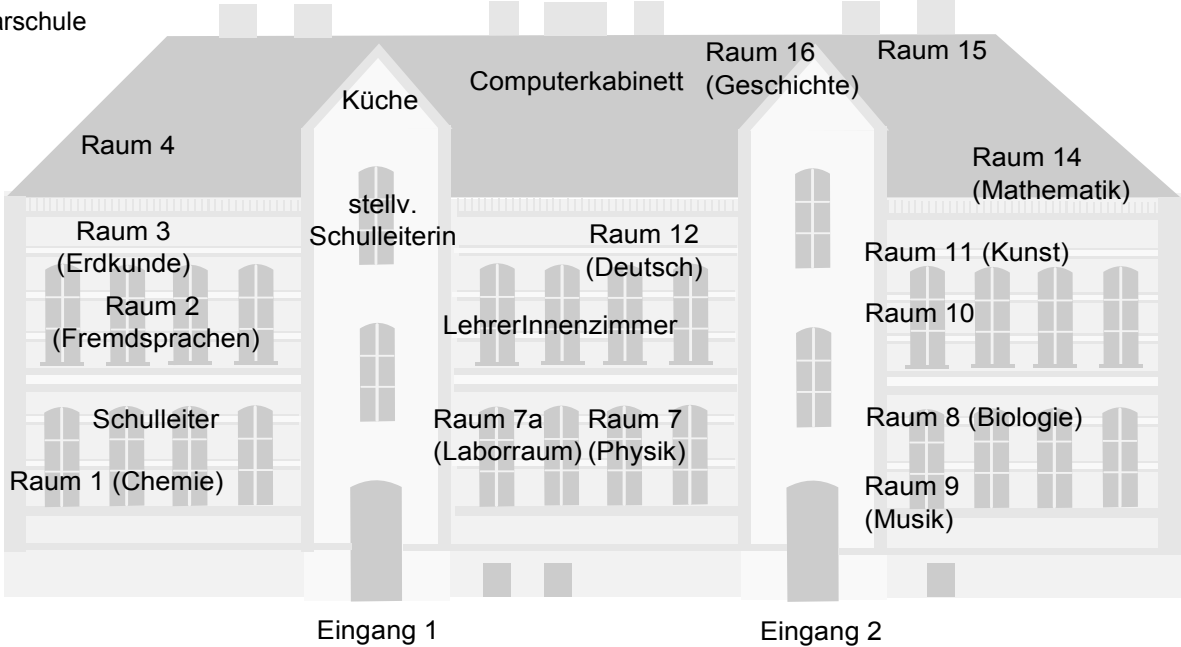 arschule
Raum 16
(Geschichte)
Raum 15
Computerkabinett
Küche
Raum 4
Raum 14
(Mathematik)
stellv.
Schulleiterin
Raum 3
(Erdkunde)
Raum 12
(Deutsch)
Raum 11 (Kunst)
Raum 2
(Fremdsprachen)
LehrerInnenzimmer
Raum 10
Schulleiter
Raum 7a
(Laborraum)
Raum 7
(Physik)
Raum 8 (Biologie)
Raum 1 (Chemie)
Raum 9
(Musik)
Eingang 1
Eingang 2